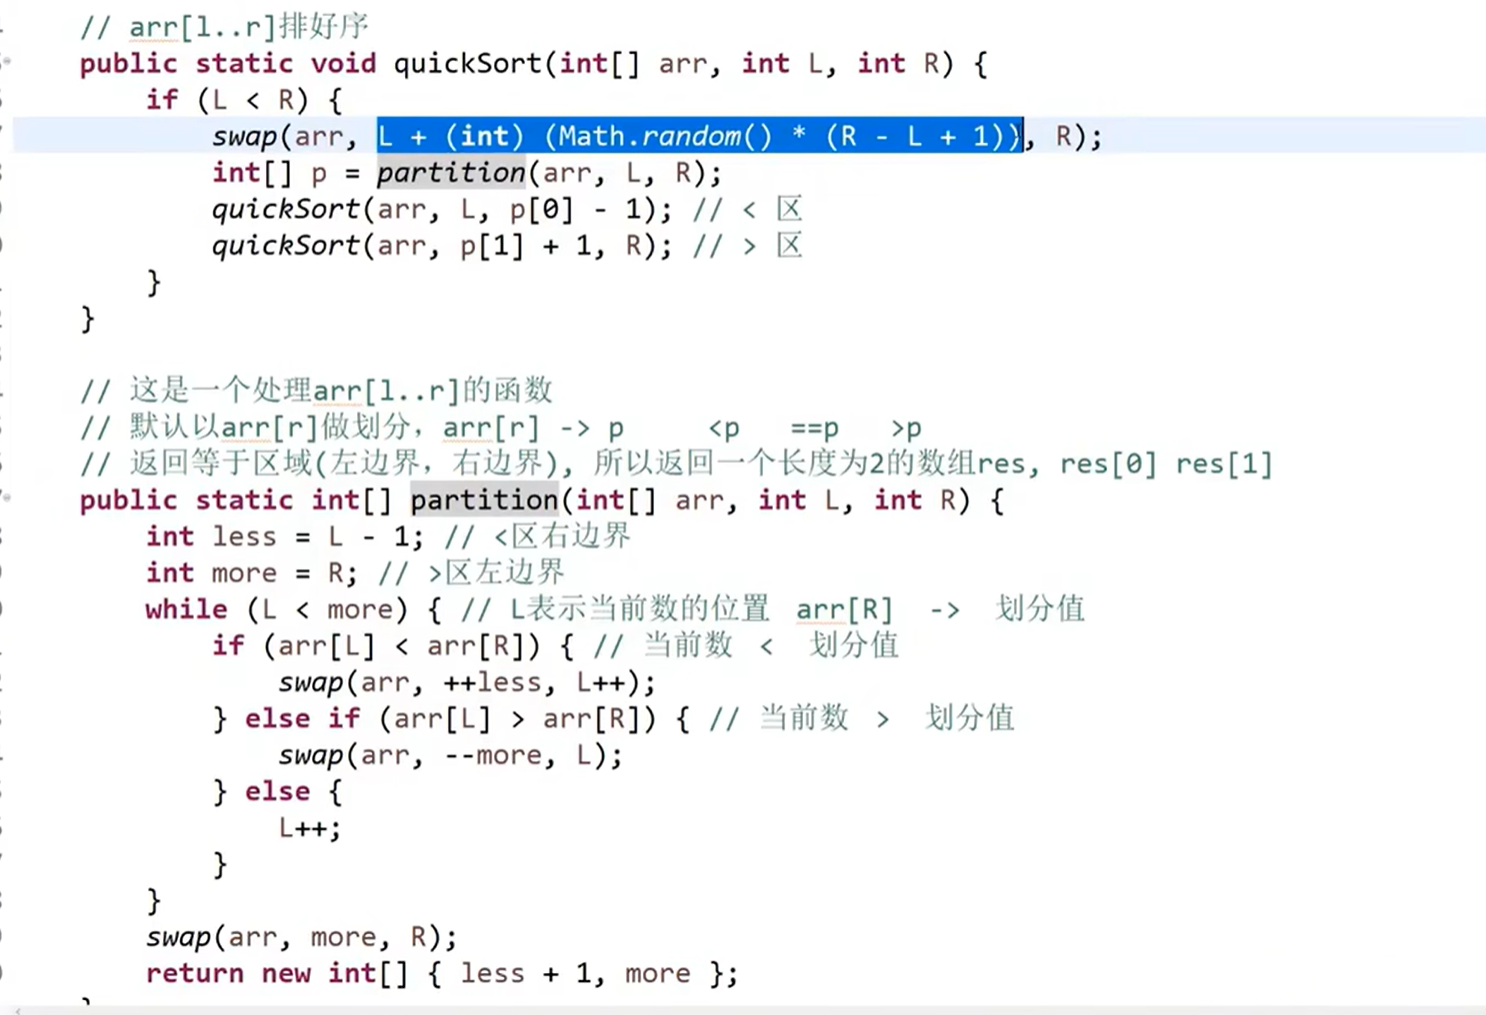 // arr[l..r]排好序
public static void quickSort(int[] arr, int L, int R) {
if (L < R) {
swap(arr, L + (int) (Math.random() * (R - L + 1)), R);
int[] p = partition(arr, L, R);
quickSort(arr, L, p[0] - 1); // < 区
quickSort(arr, p[1] + 1, R); // > 区
}
}
// 这是一个处理arr[l..r]的函数
// 默认以arr[r]做划分，arr[r] -> p <p ==p >p
// 返回等于区域(左边界，右边界), 所以返回一个长度为2的数组res, res[0] res[1]
public static int[] partition(int[] arr, int L, int R) {
int less = L - 1; // <区右边界
int more = R; // >区左边界
while (L < more) { // L表示当前数的位置 arr[R] -> 划分值
if (arr[L] < arr[R]) { // 当前数 < 划分值
swap(arr, ++less, L++);
} else if (arr[L] > arr[R]) { // 当前数 > 划分值
swap(arr, --more, L);
} else {
L++;
}
}
swap(arr, more, R);
return new int[] { less + 1, more };